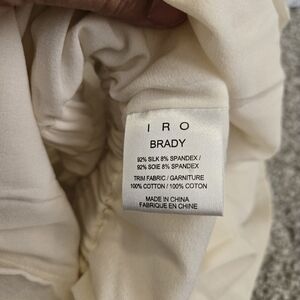 IRO
BRADY
92% SILK 8% SPANDEX /
92% SOIE 8% SPANDEX
TRIM FABRIC / GARNITURE
100% COTTON / 100% COTON
MADE IN CHINA
FABRIQUE EN CHINE